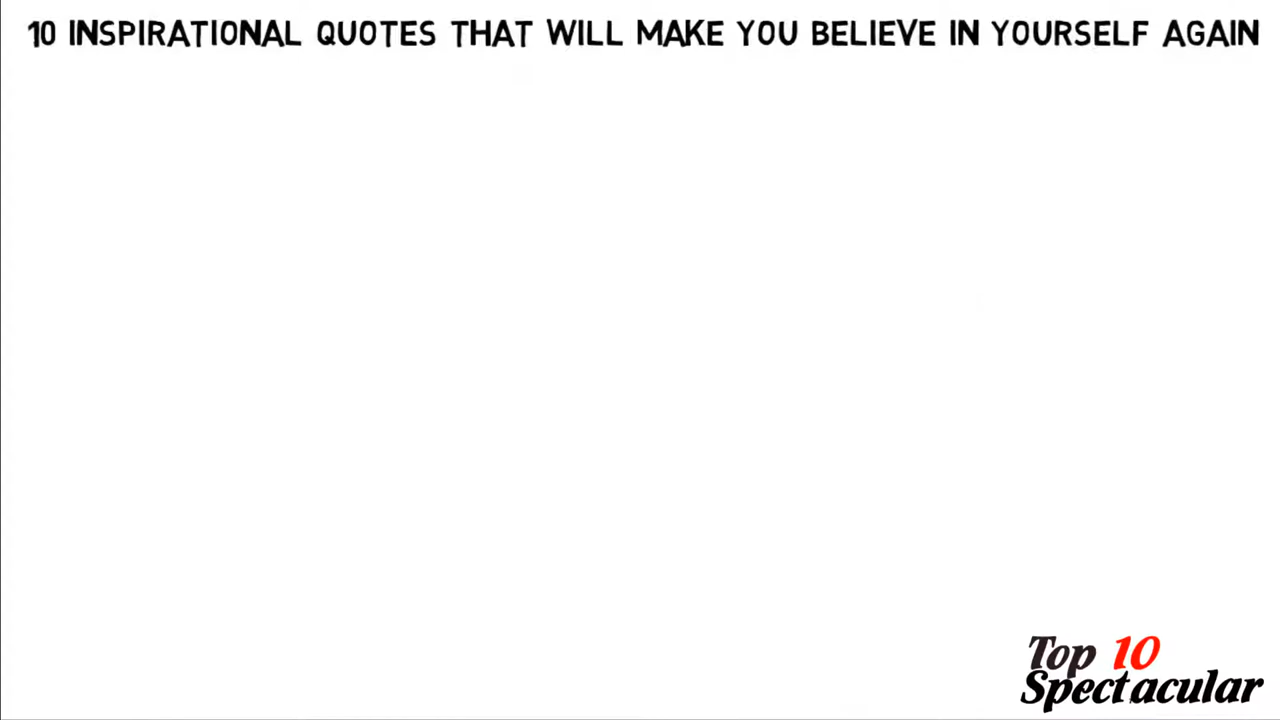 10 INSPIRATIONAL QUOTES THAT WILL MAKE YOU BELIEVE IN YOURSELF AGAIN
Top 10
Spectacular